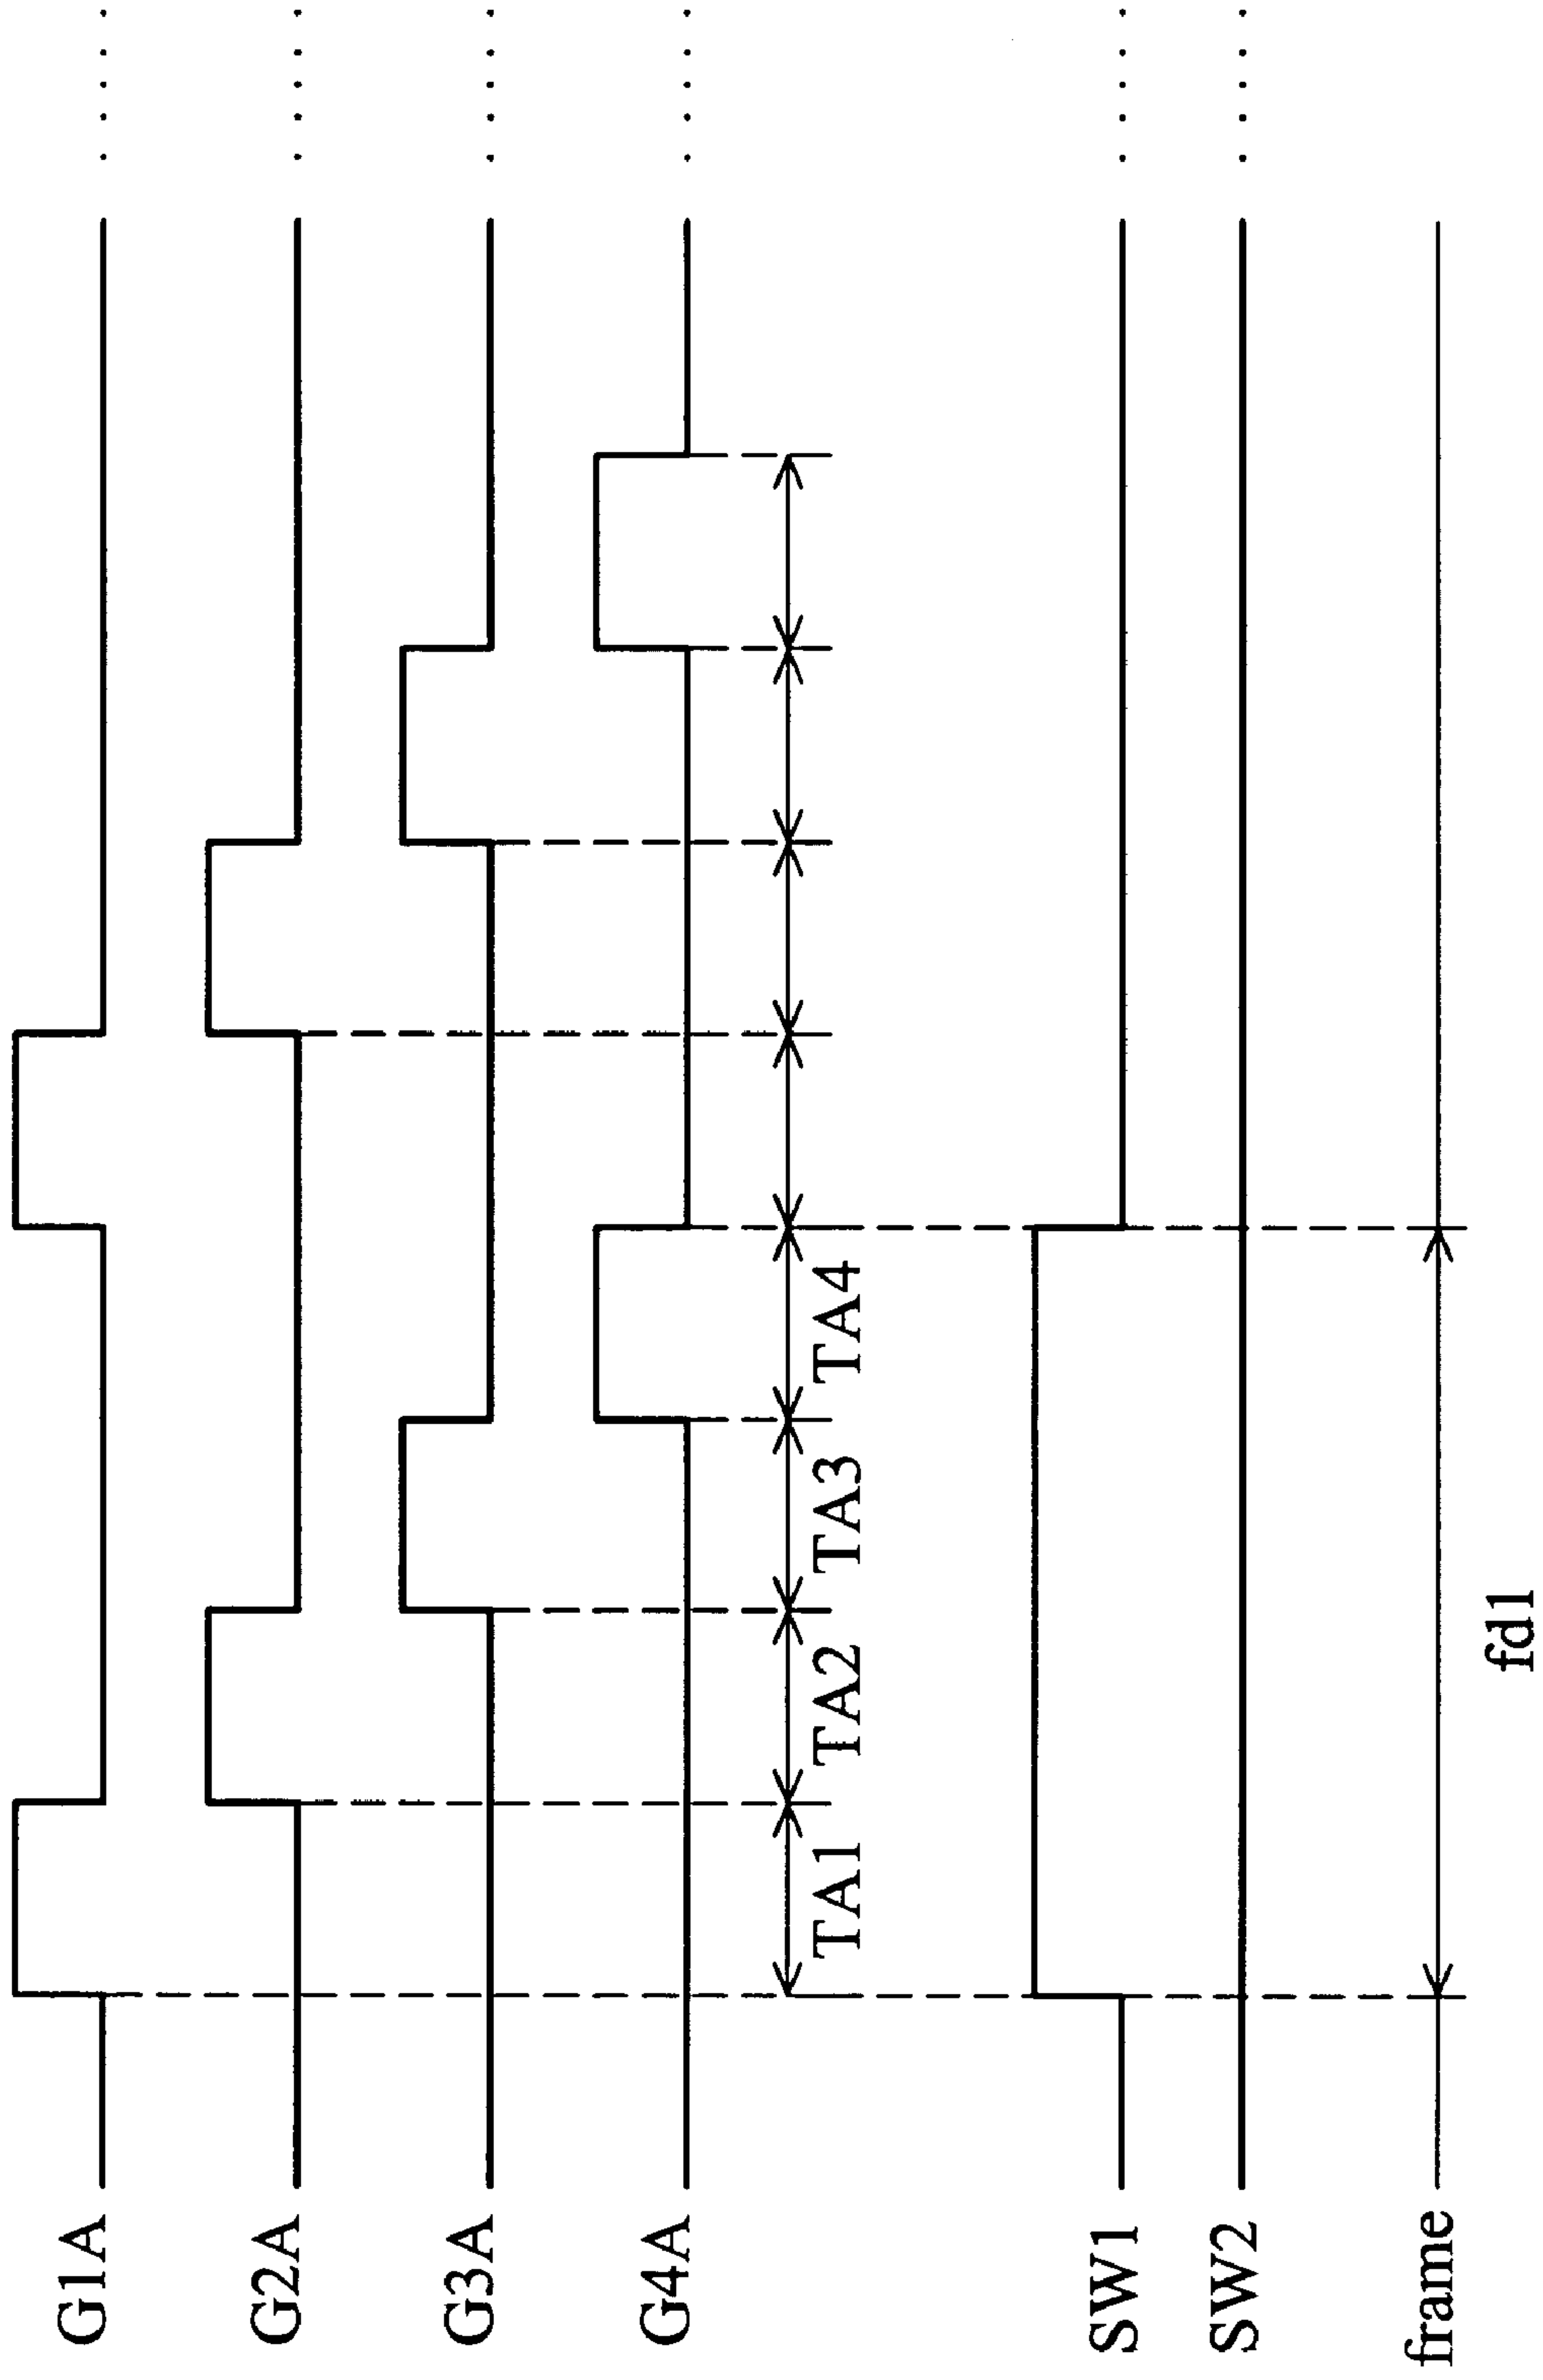 G1A
G2A
G3A
G4A
TA1 TA2 TA3 TA4
SW1
SW2
frame
fd1